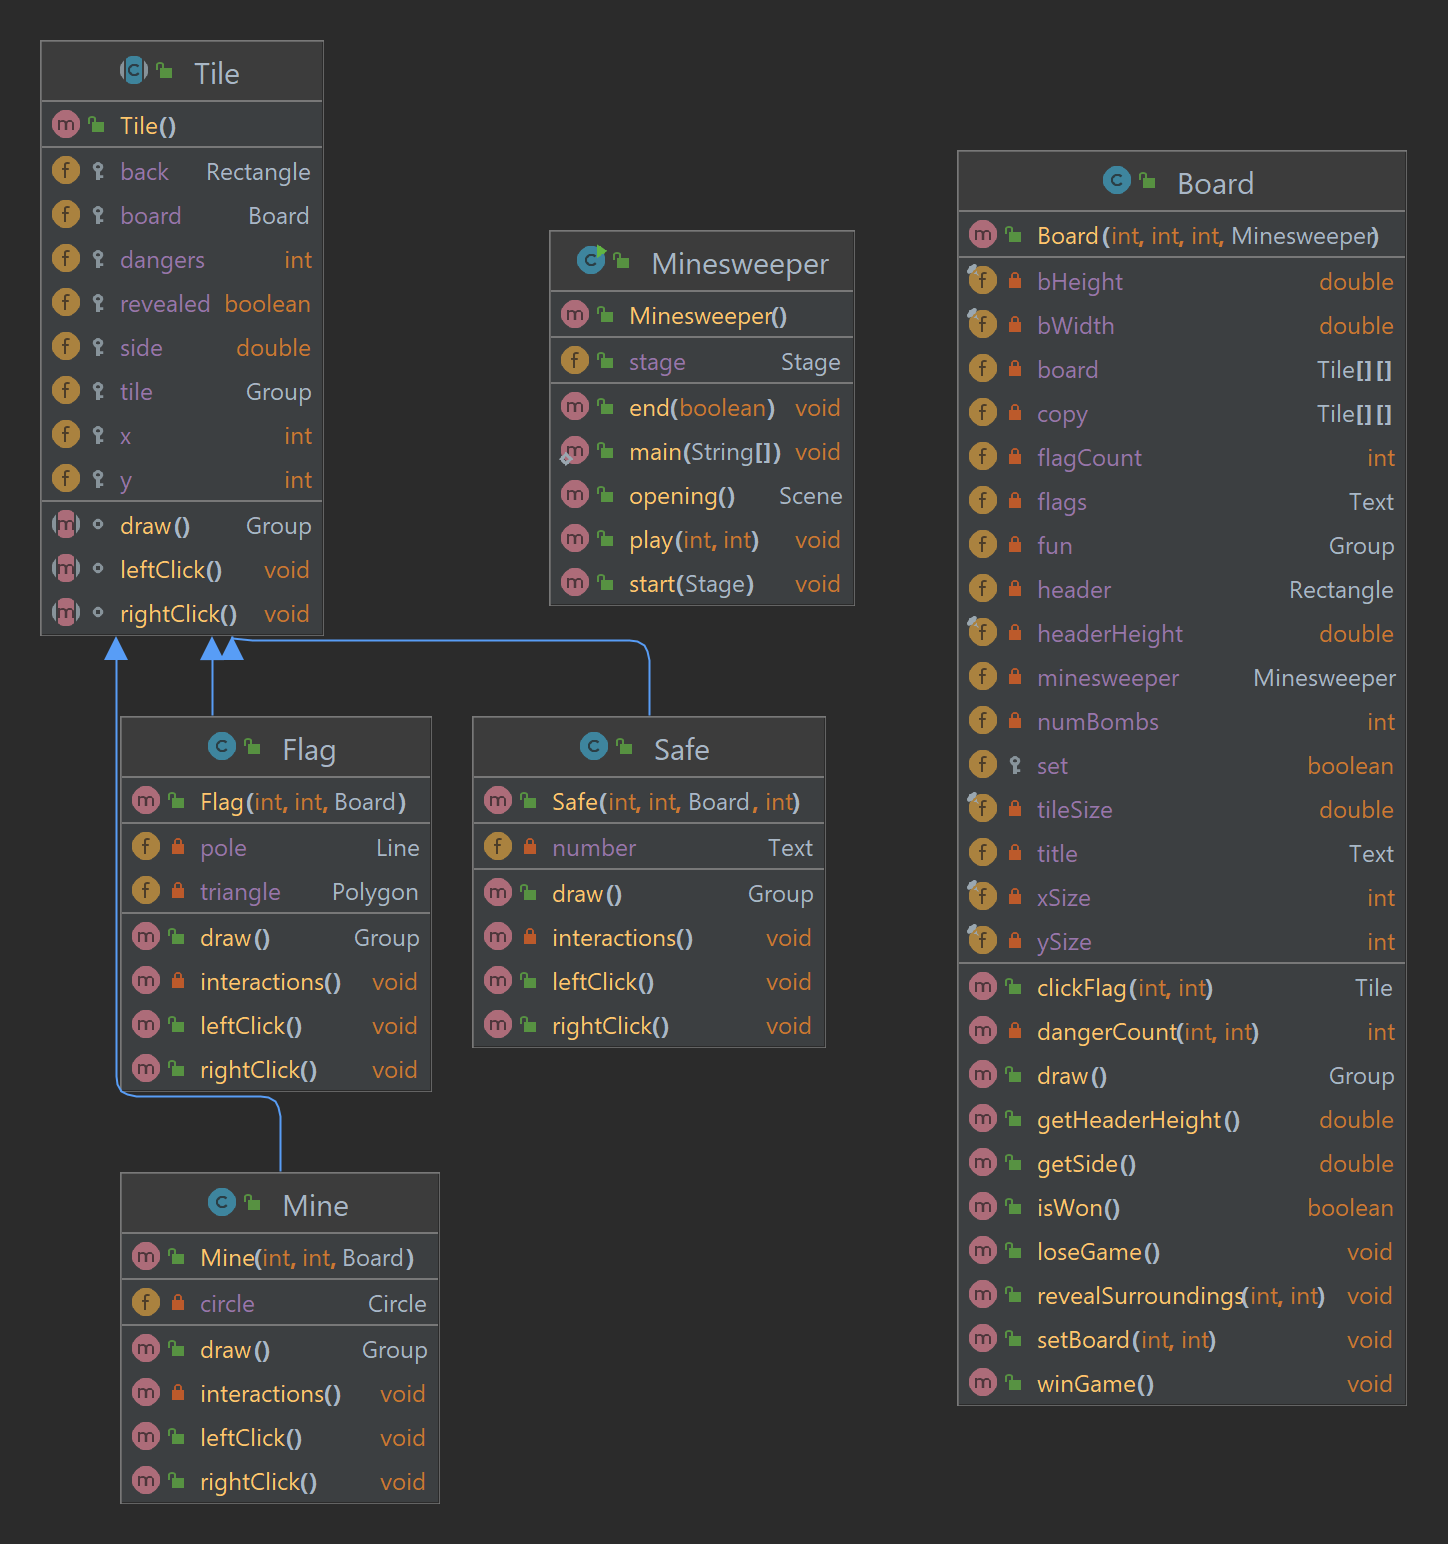 Tile
Tile()
back Rectangle
board Board
dangers int
revealed boolean
side double
tile Group
x int
y int
draw() Group
leftClick() void
rightClick() void
Minesweeper
Minesweeper()
stage Stage
end(boolean) void
main(String[]) void
opening() Scene
play(int, int) void
start(Stage) void
Board
Board(int, int, int, Minesweeper)
bHeight double
bWidth double
board Tile[][]
copy Tile[][]
flagCount int
flags Text
fun Group
header Rectangle
headerHeight double
minesweeper Minesweeper
numBombs int
set boolean
tileSize double
title Text
xSize int
ySize int
clickFlag(int, int) Tile
dangerCount(int, int) int
draw() Group
getHeaderHeight() double
getSide() double
isWon() boolean
loseGame() void
revealSurroundings(int, int) void
setBoard(int, int) void
winGame() void
Flag
Flag(int, int, Board)
pole Line
triangle Polygon
draw() Group
interactions() void
leftClick() void
rightClick() void
Safe
Safe(int, int, Board, int)
number Text
draw() Group
interactions() void
leftClick() void
rightClick() void
Mine
Mine(int, int, Board)
circle Circle
draw() Group
interactions() void
leftClick() void
rightClick() void